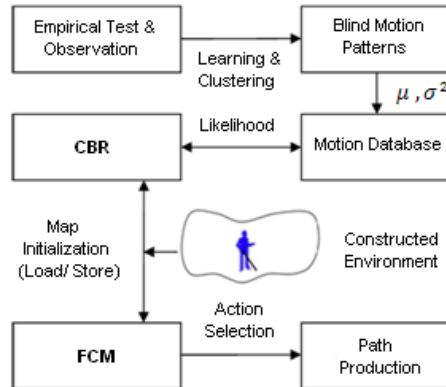 Empirical Test &
Observation
Blind Motion
Patterns
Learning &
Clustering
μ , σ²
CBR
Likelihood
Motion Database
Map
Initialization
(Load/ Store)
Constructed
Environment
Action
Selection
FCM
Path
Production